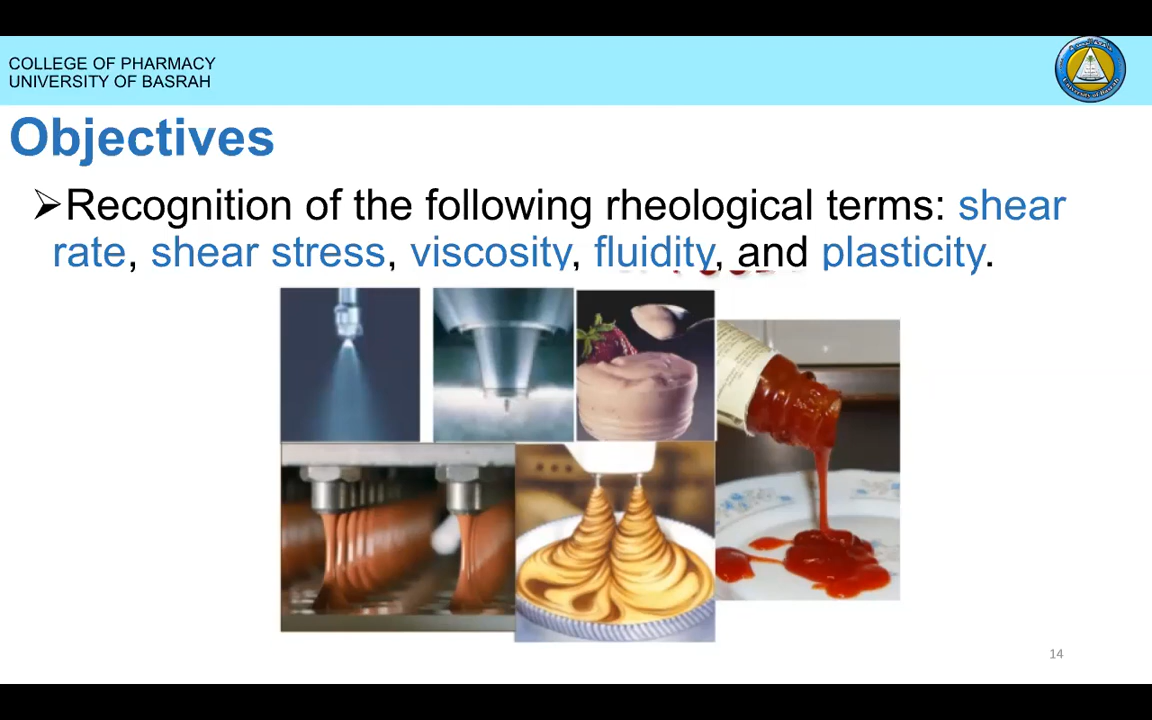 COLLEGE OF PHARMACY
UNIVERSITY OF BASRAH
Objectives
➢Recognition of the following rheological terms: shear
rate, shear stress, viscosity, fluidity, and plasticity.
14